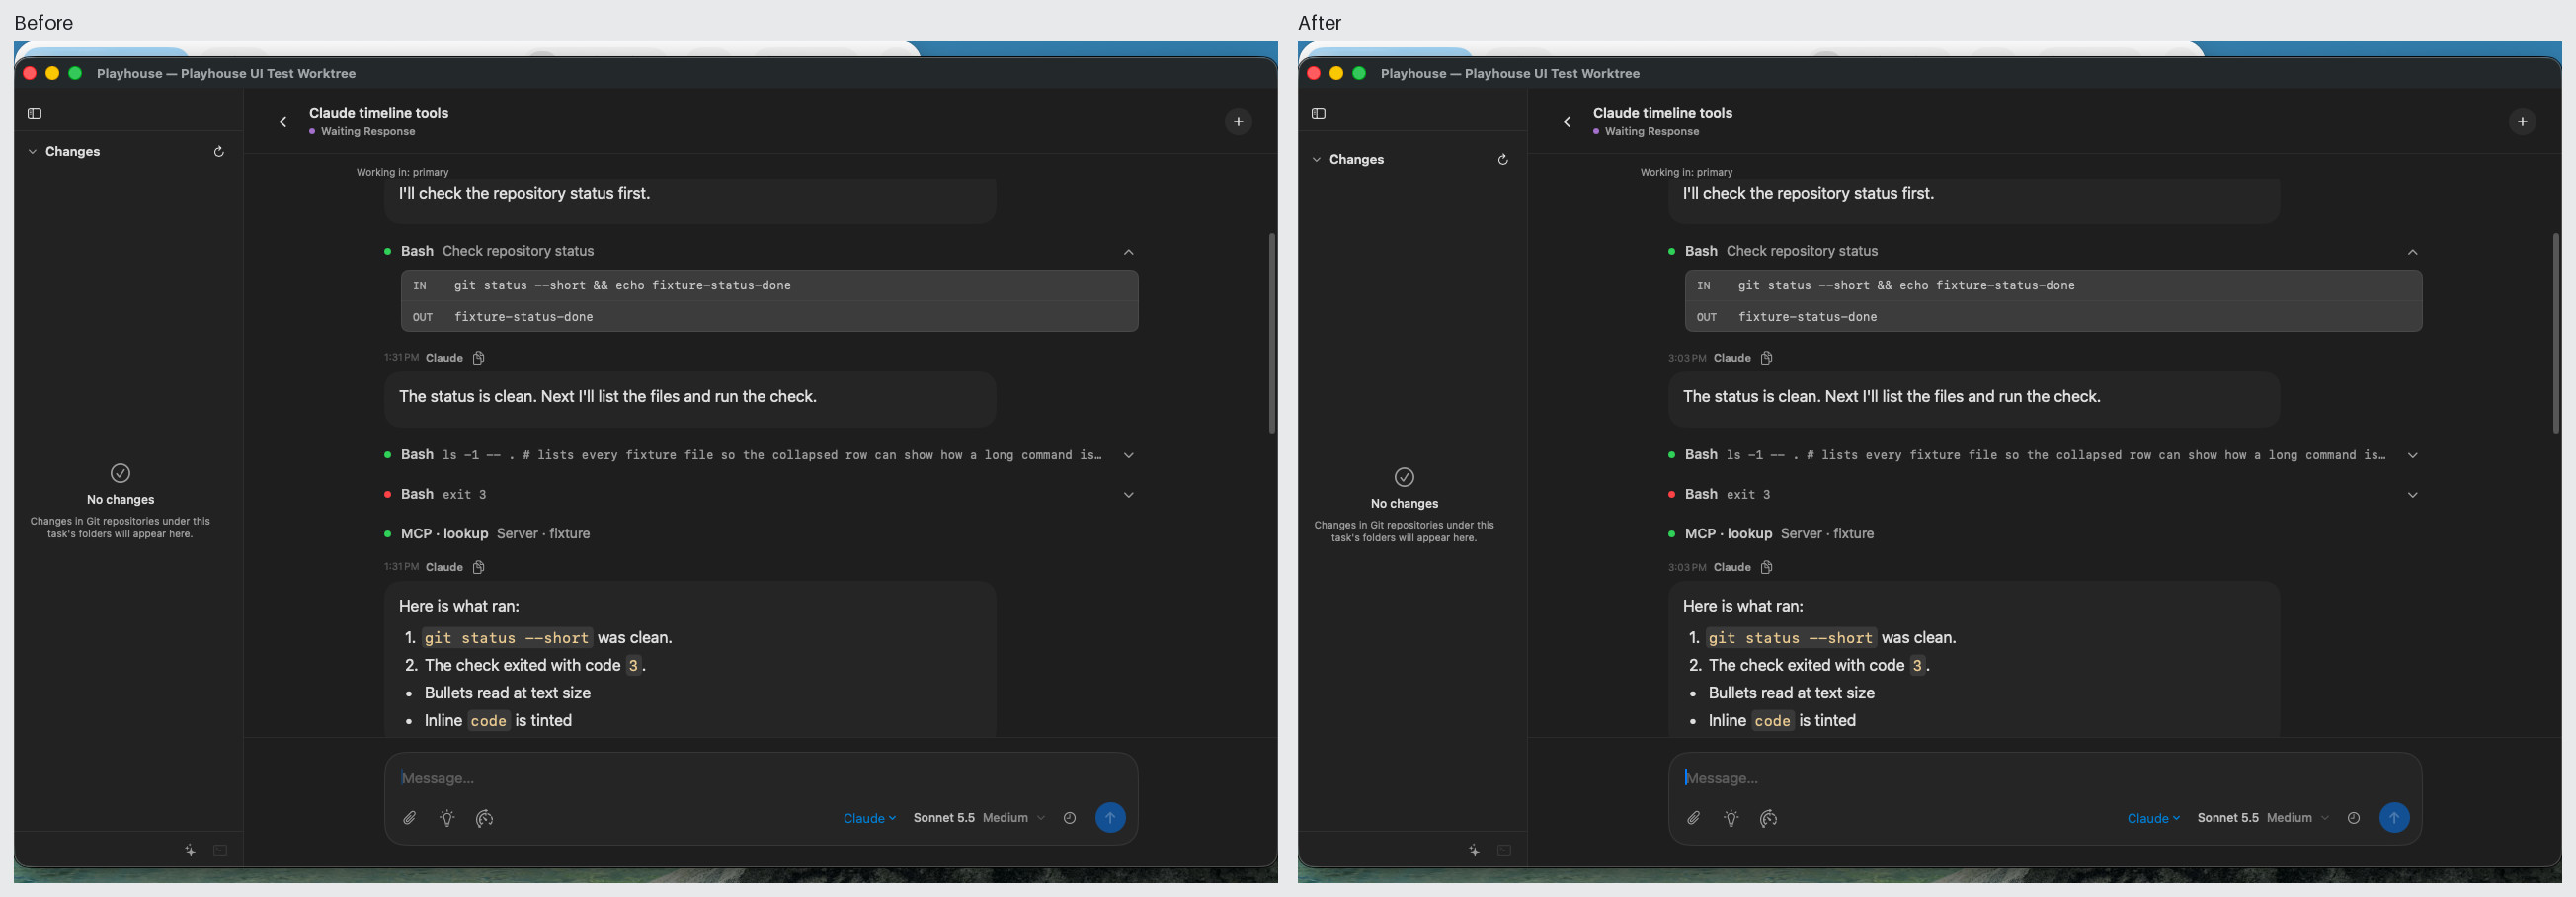 Before
Playhouse — Playhouse UI Test Worktree
Claude timeline tools
Waiting Response
Changes
Working in: primary
I'll check the repository status first.
Bash Check repository status
IN git status --short && echo fixture-status-done
OUT fixture-status-done
1:31 PM Claude
The status is clean. Next I'll list the files and run the check.
Bash ls -1 -- . # lists every fixture file so the collapsed row can show how a long command is…
Bash exit 3
MCP · lookup Server · fixture
No changes
Changes in Git repositories under this
task's folders will appear here.
1:31 PM Claude
Here is what ran:
1. git status --short was clean.
2. The check exited with code 3.
• Bullets read at text size
• Inline code is tinted
Message...
Claude Sonnet 5.5 Medium
After
Playhouse — Playhouse UI Test Worktree
Claude timeline tools
Waiting Response
Changes
Working in: primary
I'll check the repository status first.
Bash Check repository status
IN git status --short && echo fixture-status-done
OUT fixture-status-done
3:03 PM Claude
The status is clean. Next I'll list the files and run the check.
Bash ls -1 -- . # lists every fixture file so the collapsed row can show how a long command is…
Bash exit 3
MCP · lookup Server · fixture
No changes
Changes in Git repositories under this
task's folders will appear here.
3:03 PM Claude
Here is what ran:
1. git status --short was clean.
2. The check exited with code 3.
• Bullets read at text size
• Inline code is tinted
Message...
Claude Sonnet 5.5 Medium